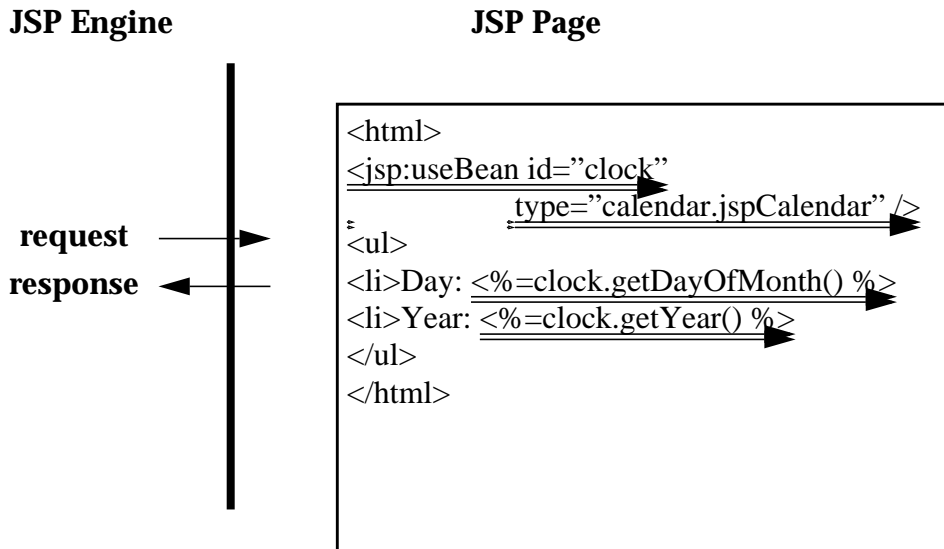 JSP Engine
JSP Page
<html>
<jsp:useBean id=”clock”
type=”calendar.jspCalendar” />
request
<ul>
response
<li>Day: <%=clock.getDayOfMonth() %>
<li>Year: <%=clock.getYear() %>
</ul>
</html>